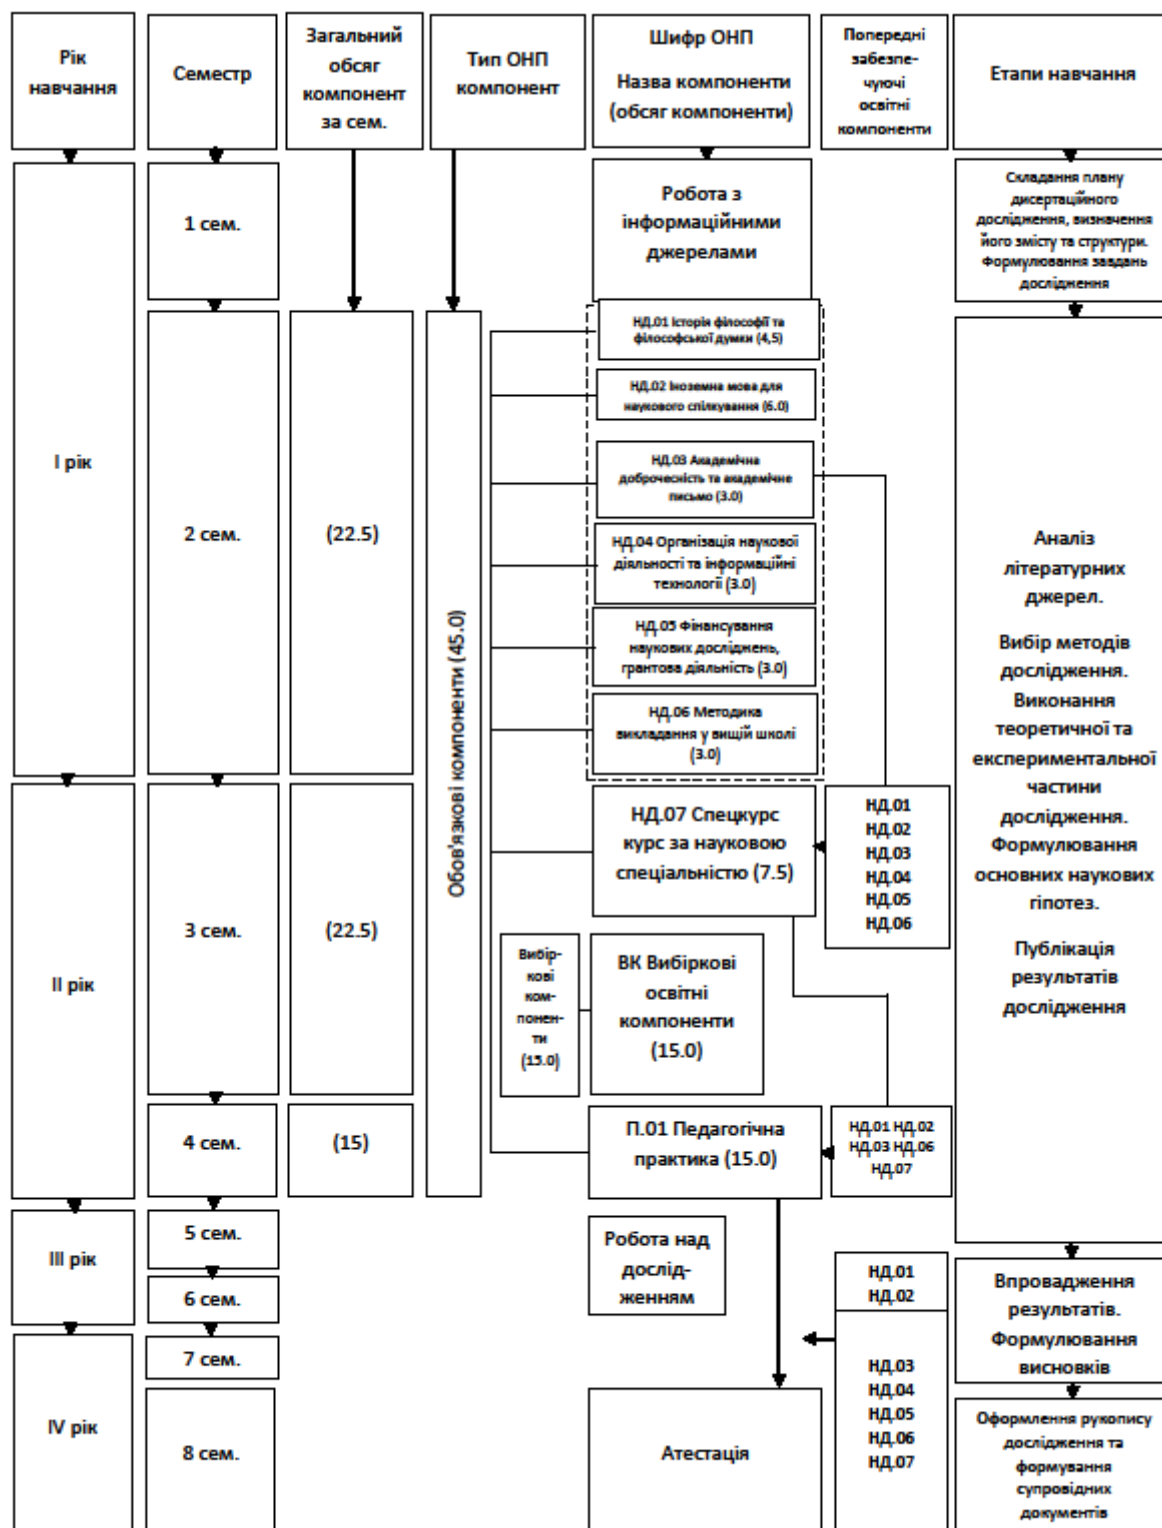 Рік
навчання
Семестр
Загальний
обсяг
компонент
за сем.
Тип ОНП
компонент
Шифр ОНП
Назва компоненти
(обсяг компоненти)
Попередні
забезпе-
чуючі
освітні
компоненти
Етапи навчання
І рік
1 сем.
Робота з
інформаційними
джерелами
Складання плану
дисертаційного
дослідження, визначення
його змісту та структури.
Формулювання завдань
дослідження
2 сем.
(22.5)
Обов'язкові компоненти (45.0)
НД.01 Історія філософії та
філософської думки (4,5)
НД.02 Іноземна мова для
наукового спілкування (6.0)
НД.03 Академічна
доброчесність та академічне
письмо (3.0)
НД.04 Організація наукової
діяльності та інформаційні
технології (3.0)
НД.05 Фінансування
наукових досліджень,
грантова діяльність (3.0)
НД.06 Методика
викладання у вищій школі
(3.0)
Аналіз
літературних
джерел.
Вибір методів
дослідження.
Виконання
теоретичної та
експериментальної
частини
дослідження.
Формулювання
основних наукових
гіпотез.
Публікація
результатів
дослідження
ІІ рік
3 сем.
(22.5)
НД.07 Спецкурс
курс за науковою
спеціальністю (7.5)
НД.01
НД.02
НД.03
НД.04
НД.05
НД.06
Вибір-
кові
ком-
понен-
ти
(15.0)
ВК Вибіркові
освітні
компоненти
(15.0)
4 сем.
(15)
П.01 Педагогічна
практика (15.0)
НД.01 НД.02
НД.03 НД.06
НД.07
ІІІ рік
5 сем.
6 сем.
Робота над
дослід-
женням
НД.01
НД.02
НД.03
НД.04
НД.05
НД.06
НД.07
Впровадження
результатів.
Формулювання
висновків
IV рік
7 сем.
8 сем.
Атестація
Оформлення рукопису
дослідження та
формування
супровідних
документів